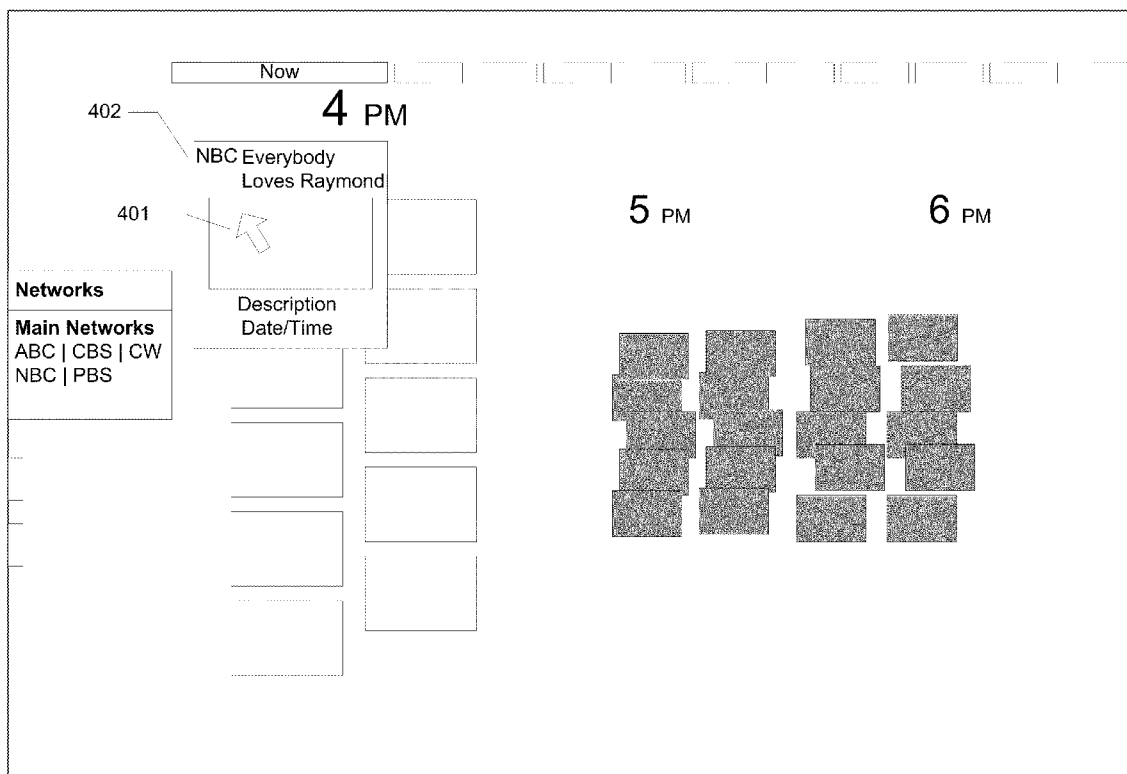 Now
402
4 PM
NBC Everybody
Loves Raymond
401
5 PM
6 PM
Networks
Description
Date/Time
Main Networks
ABC | CBS | CW
NBC | PBS